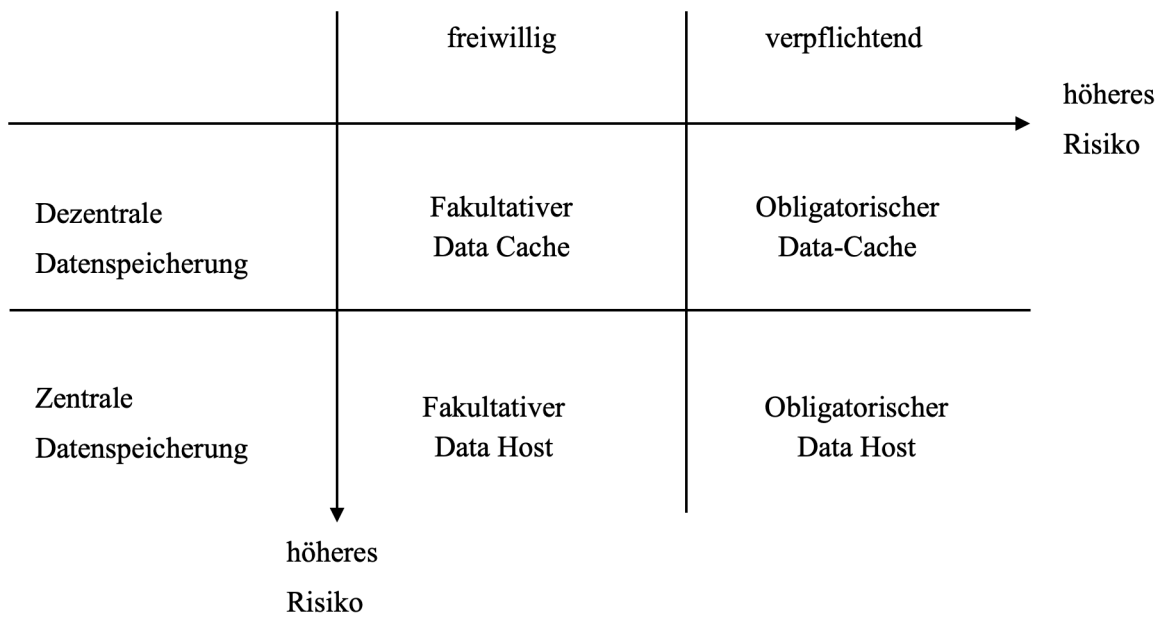 freiwillig
verpflichtend
höheres
Risiko
Dezentrale
Datenspeicherung
Fakultativer
Data Cache
Obligatorischer
Data-Cache
Zentrale
Datenspeicherung
Fakultativer
Data Host
Obligatorischer
Data Host
höheres
Risiko